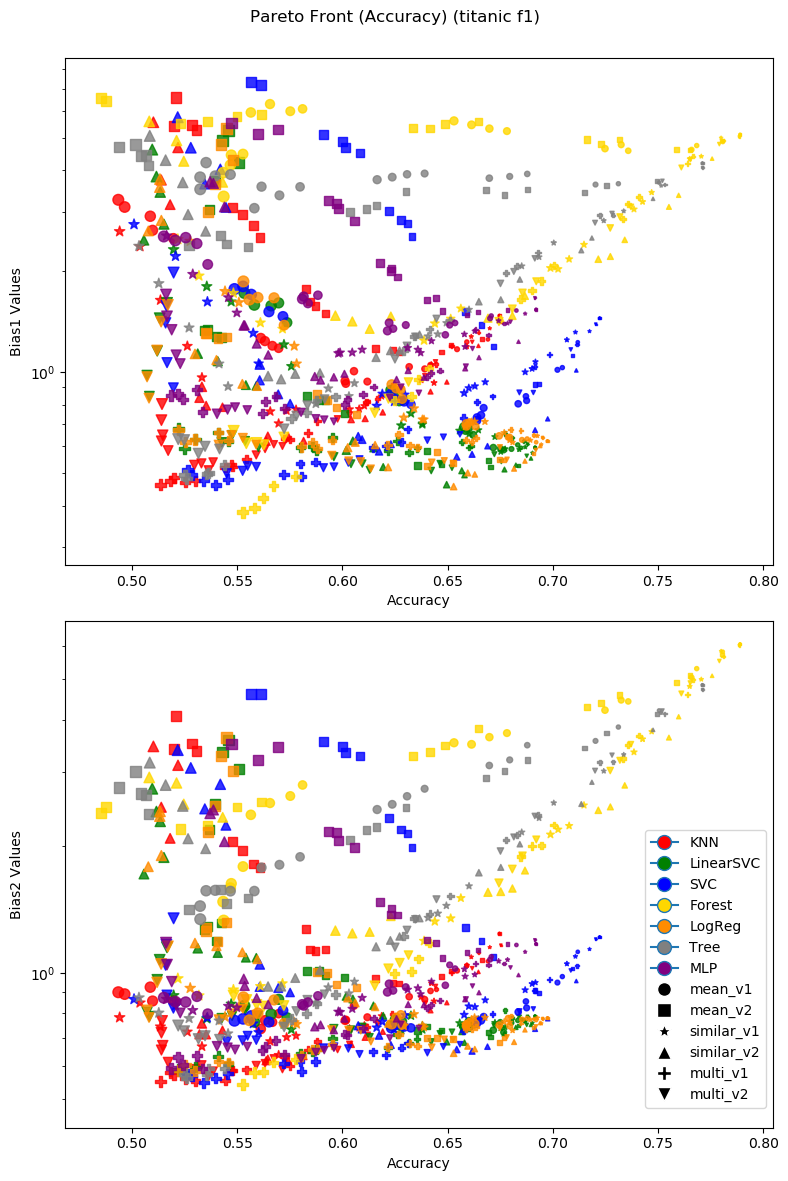 Pareto Front (Accuracy) (titanic f1)
Bias1 Values
10⁰
0.50 0.55 0.60 0.65 0.70 0.75 0.80
Accuracy
Bias2 Values
10⁰
KNN
LinearSVC
SVC
Forest
LogReg
Tree
MLP
mean_v1
mean_v2
similar_v1
similar_v2
multi_v1
multi_v2
0.50 0.55 0.60 0.65 0.70 0.75 0.80
Accuracy